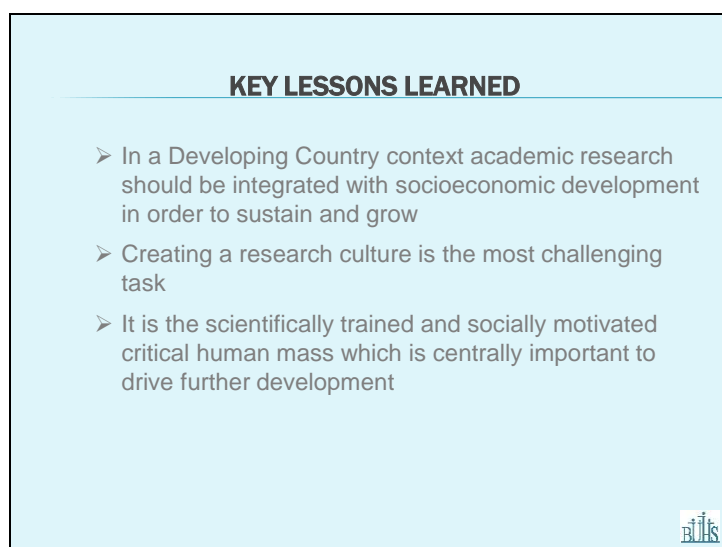 KEY LESSONS LEARNED
➢ In a Developing Country context academic research
should be integrated with socioeconomic development
in order to sustain and grow
➢ Creating a research culture is the most challenging
task
➢ It is the scientifically trained and socially motivated
critical human mass which is centrally important to
drive further development
BUHS